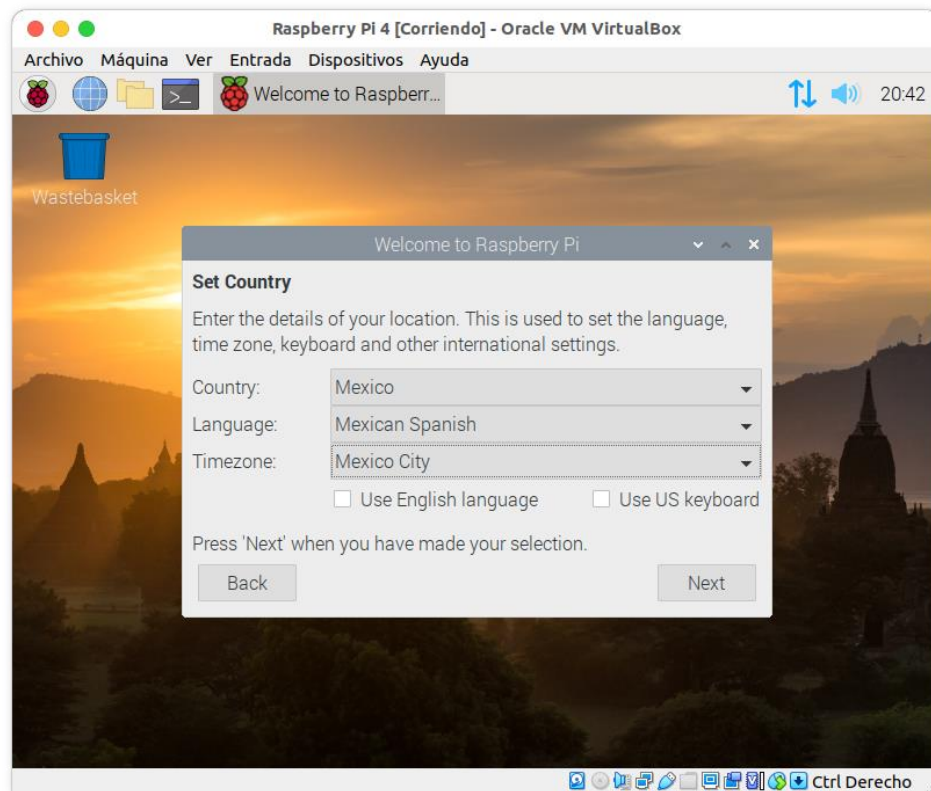 Raspberry Pi 4 [Corriendo] - Oracle VM VirtualBox
Archivo Máquina Ver Entrada Dispositivos Ayuda
Welcome to Raspberr... 20:42
Wastebasket
Welcome to Raspberry Pi
Set Country
Enter the details of your location. This is used to set the language,
time zone, keyboard and other international settings.
Country: Mexico
Language: Mexican Spanish
Timezone: Mexico City
Use English language Use US keyboard
Press 'Next' when you have made your selection.
Back Next
Ctrl Derecho